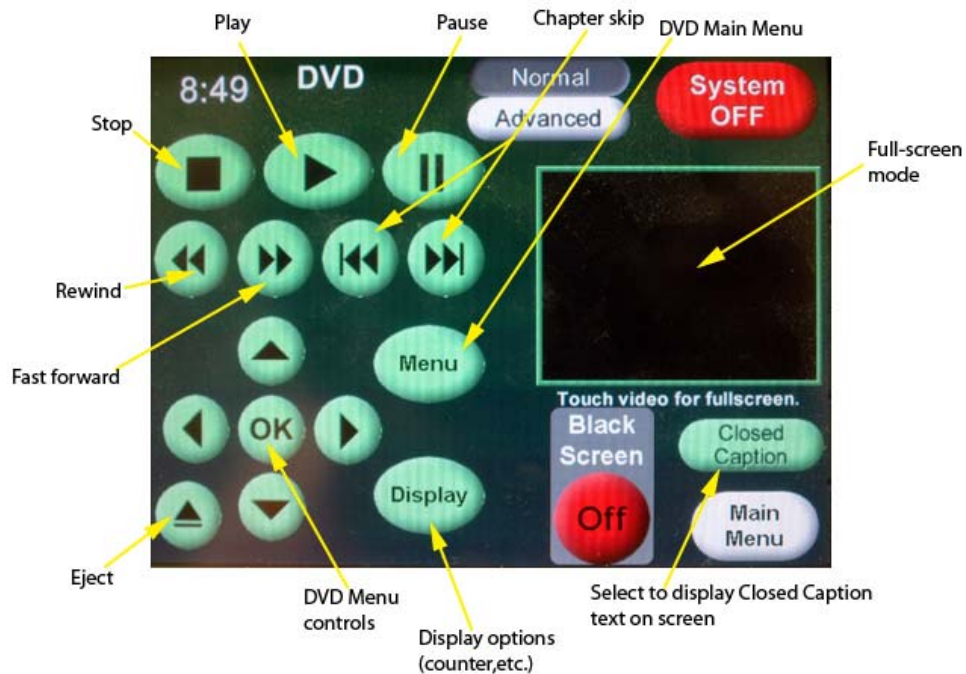 Play
Pause
Chapter skip
DVD Main Menu
8:49
DVD
Normal
Advanced
System
OFF
Stop
Full-screen
mode
Rewind
Fast forward
Menu
Touch video for fullscreen.
OK
Black
Screen
Closed
Caption
Display
Off
Main
Menu
Eject
DVD Menu
controls
Display options
(counter,etc.)
Select to display Closed Caption
text on screen